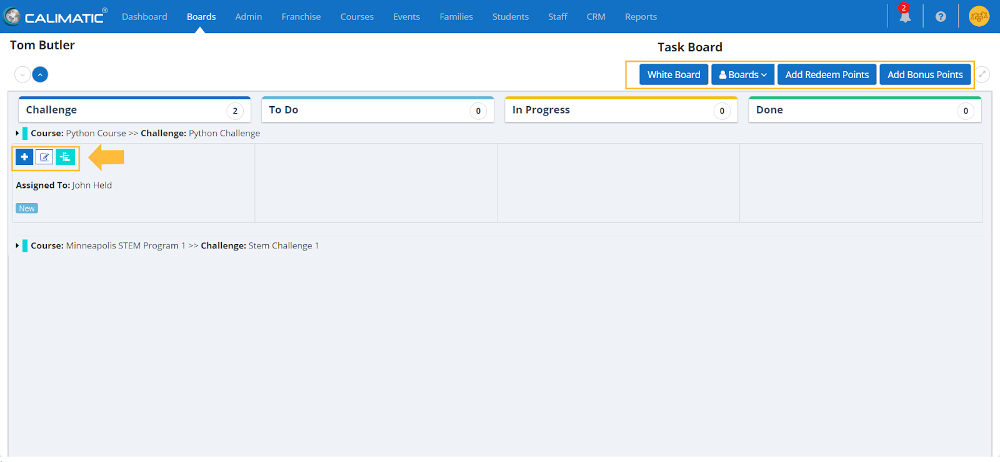 CALIMATIC® Dashboard Boards Admin Franchise Courses Events Families Students Staff CRM Reports 2 ?
Tom Butler
Task Board
White Board Boards Add Redeem Points Add Bonus Points
Challenge 2 To Do 0 In Progress 0 Done 0
Course: Python Course >> Challenge: Python Challenge
Assigned To: John Held
New
Course: Minneapolis STEM Program 1 >> Challenge: Stem Challenge 1